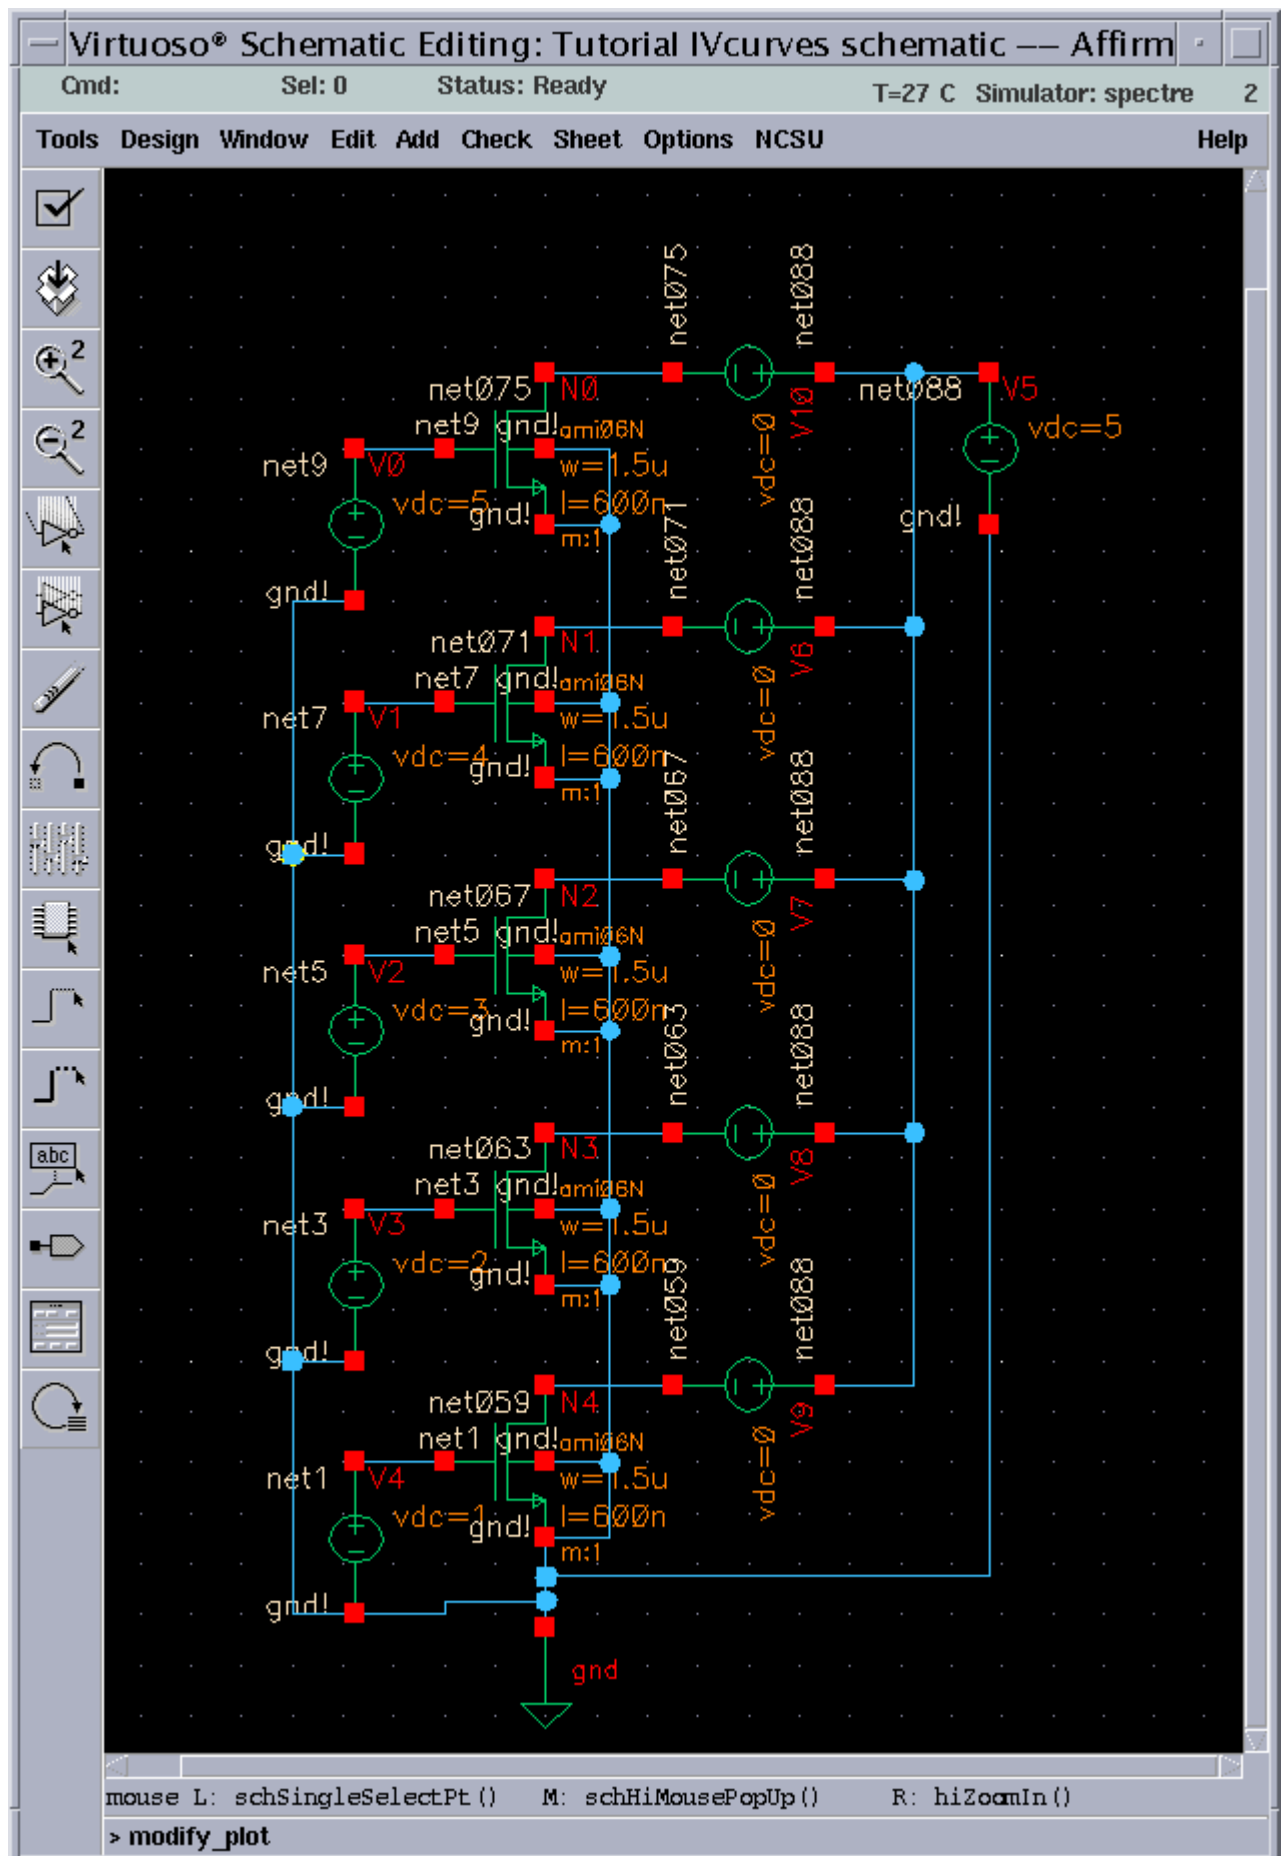 Virtuoso® Schematic Editing: Tutorial IVcurves schematic —— Affirm
Cmd: Sel: 0 Status: Ready T=27 C Simulator: spectre 2
Tools Design Window Edit Add Check Sheet Options NCSU Help
2
2
abc
net075
net088
net075
N0
net088
V5
net9
gnd!
ami06N
vdc=5
net9
V0
w=1.5u
vdc=5
l=600n
gnd!
m:1
gnd!
vdc=0
V10
gnd!
net071
net088
net071
N1
net7
gnd!
ami06N
net7
V1
w=1.5u
vdc=4
l=600n
gnd!
m:1
gnd!
vdc=0
V6
net067
net088
net067
N2
net5
gnd!
ami06N
net5
V2
w=1.5u
vdc=3
l=600n
gnd!
m:1
gnd!
vdc=0
V7
net063
net088
net063
N3
net3
gnd!
ami06N
net3
V3
w=1.5u
vdc=2
l=600n
gnd!
m:1
gnd!
vdc=0
V8
net059
net088
net059
N4
net1
gnd!
ami06N
net1
V4
w=1.5u
vdc=1
l=600n
gnd!
m:1
gnd!
vdc=0
V9
gnd
mouse L: schSingleSelectPt() M: schHiMousePopUp() R: hiZoomIn()
> modify_plot